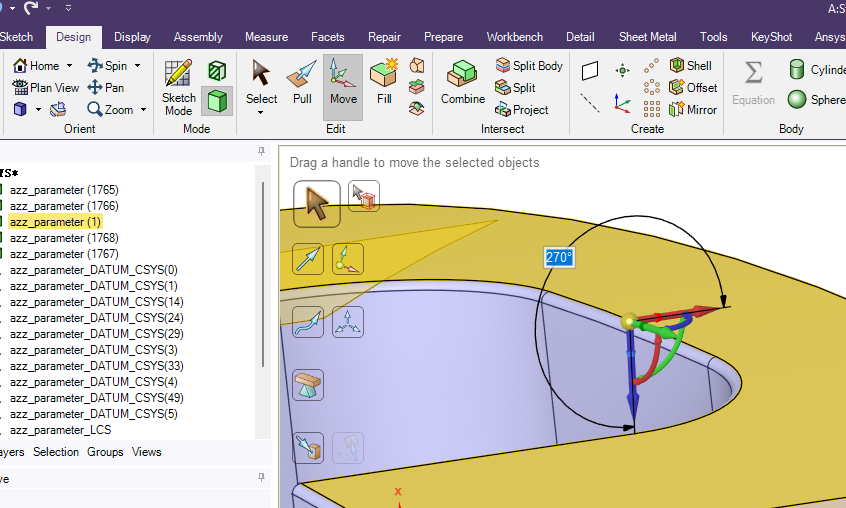 A:S
Sketch Design Display Assembly Measure Facets Repair Prepare Workbench Detail Sheet Metal Tools KeyShot Ansys
Home Spin
Plan View Pan
Zoom
Orient
Sketch Mode
Mode
Select Pull Move Fill
Edit
Combine
Split Body
Split
Project
Intersect
Shell
Offset
Mirror
Create
Equation
Cylinde
Sphere
Body
YS*
azz_parameter (1765)
azz_parameter (1766)
azz_parameter (1)
azz_parameter (1768)
azz_parameter (1767)
azz_parameter_DATUM_CSYS(0)
azz_parameter_DATUM_CSYS(1)
azz_parameter_DATUM_CSYS(14)
azz_parameter_DATUM_CSYS(24)
azz_parameter_DATUM_CSYS(29)
azz_parameter_DATUM_CSYS(3)
azz_parameter_DATUM_CSYS(33)
azz_parameter_DATUM_CSYS(4)
azz_parameter_DATUM_CSYS(49)
azz_parameter_DATUM_CSYS(5)
azz_parameter_LCS
ayers Selection Groups Views
ve
Drag a handle to move the selected objects
270°
x